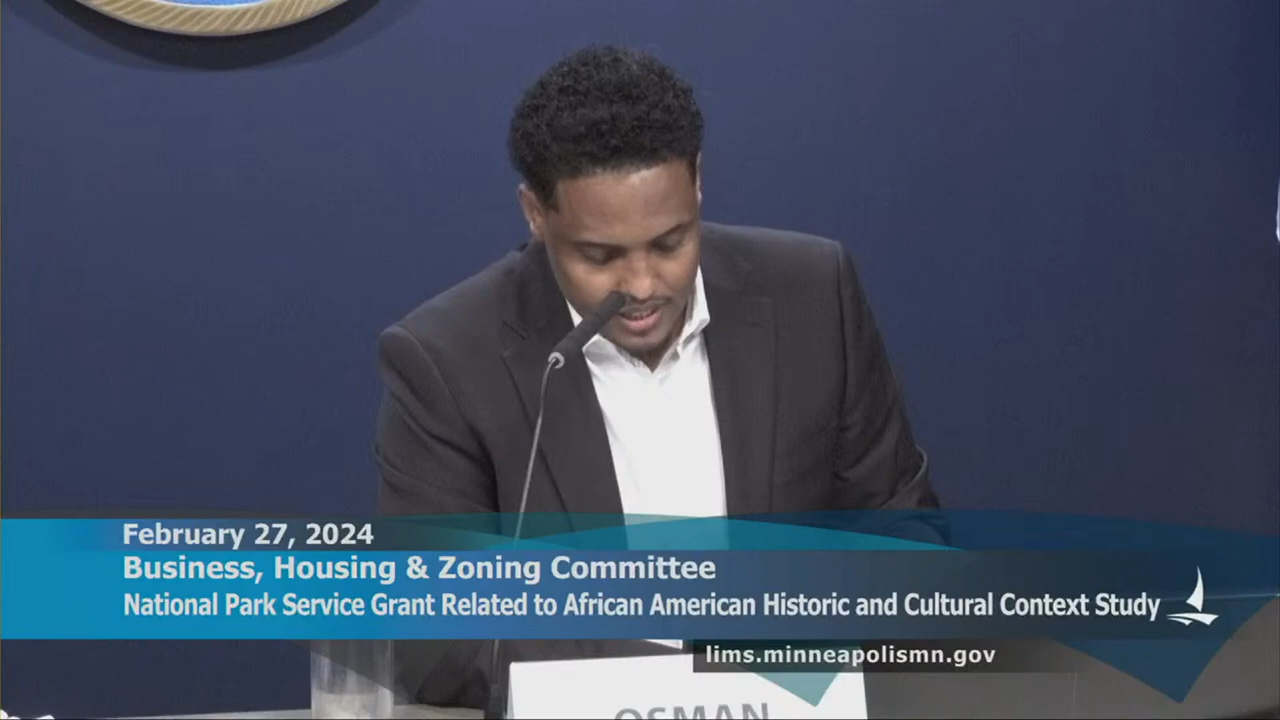 February 27, 2024
Business, Housing & Zoning Committee
National Park Service Grant Related to African American Historic and Cultural Context Study
lims.minneapolismn.gov
OSMAN